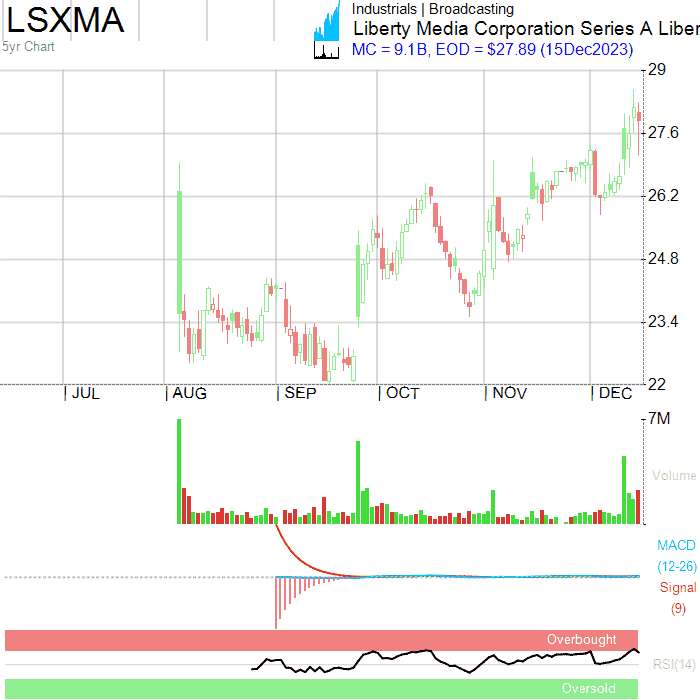 LSXMA
5yr Chart
Industrials | Broadcasting
Liberty Media Corporation Series A Liber
MC = 9.1B, EOD = $27.89 (15Dec2023)
29
27.6
26.2
24.8
23.4
22
| JUL | AUG | SEP | OCT | NOV | DEC
7M
Volume
MACD
(12-26)
Signal
(9)
Overbought
RSI(14)
Oversold